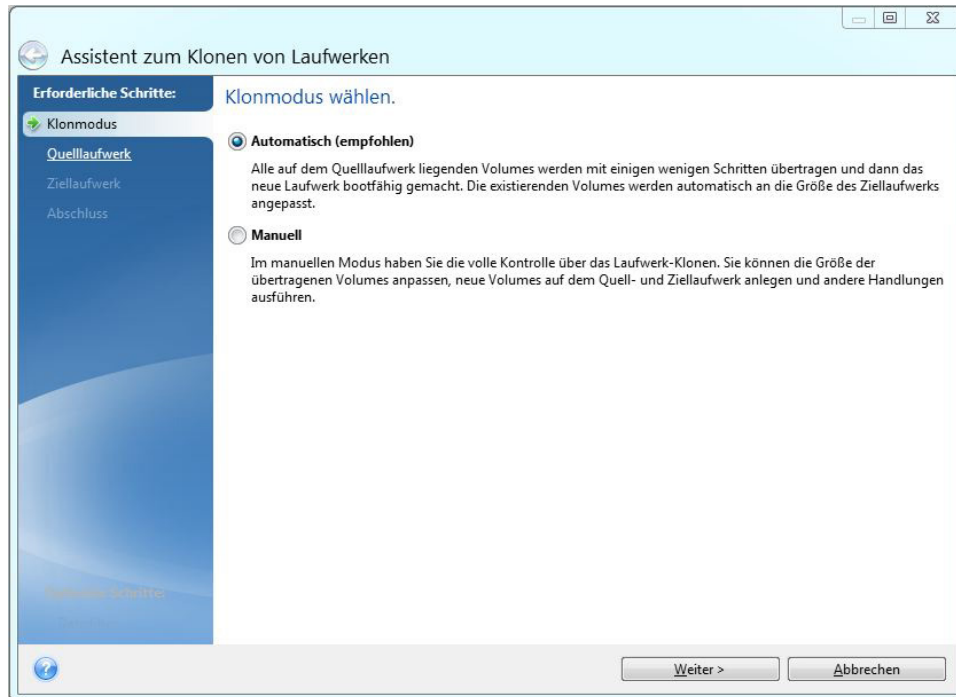 Assistent zum Klonen von Laufwerken
Erforderliche Schritte:
Klonmodus
Quelllaufwerk
Ziellaufwerk
Abschluss
Klonmodus wählen.
Automatisch (empfohlen)
Alle auf dem Quelllaufwerk liegenden Volumes werden mit einigen wenigen Schritten übertragen und dann das
neue Laufwerk bootfähig gemacht. Die existierenden Volumes werden automatisch an die Größe des Ziellaufwerks
angepasst.
Manuell
Im manuellen Modus haben Sie die volle Kontrolle über das Laufwerk-Klonen. Sie können die Größe der
übertragenen Volumes anpassen, neue Volumes auf dem Quell- und Ziellaufwerk anlegen und andere Handlungen
ausführen.
Schritte:
Weiter >
Abbrechen